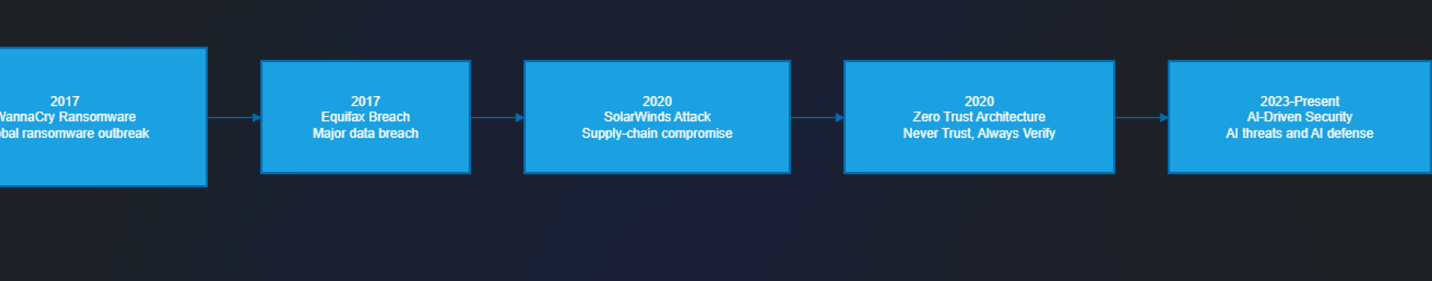 2017
WannaCry Ransomware
bal ransomware outbreak
2017
Equifax Breach
Major data breach
2020
SolarWinds Attack
Supply-chain compromise
2020
Zero Trust Architecture
Never Trust, Always Verify
2023-Present
AI-Driven Security
AI threats and AI defense